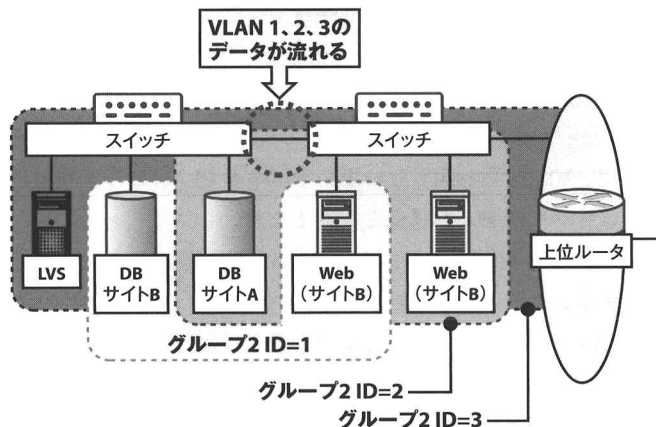 VLAN 1、2、3の
データが流れる
スイッチ
スイッチ
LVS
DB
サイトB
DB
サイトA
Web
（サイトB）
Web
（サイトB）
上位ルータ
グループ2 ID=1
グループ2 ID=2
グループ2 ID=3